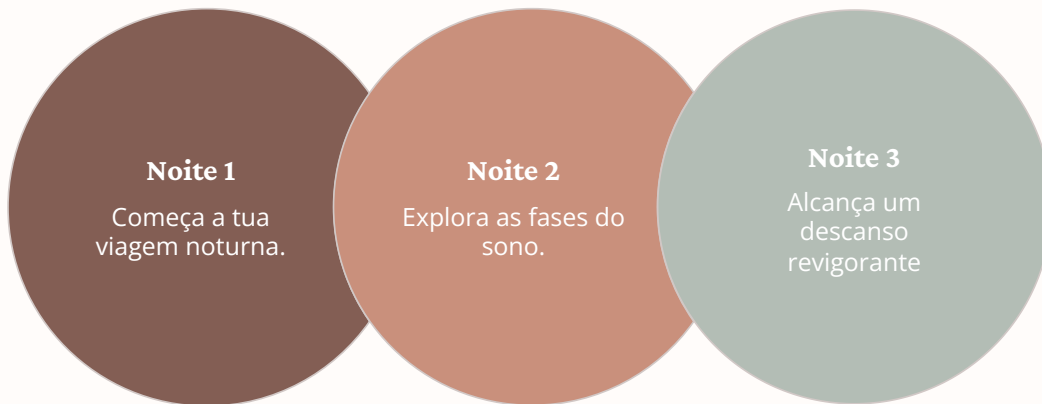 Noite 1
Começa a tua
viagem noturna.
Noite 2
Explora as fases do
sono.
Noite 3
Alcança um
descanso
revigorante